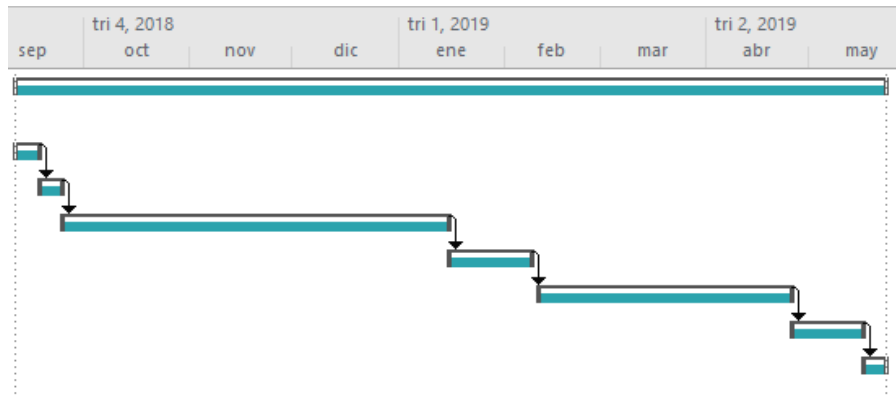 tri 4, 2018 tri 1, 2019 tri 2, 2019
sep oct nov dic ene feb mar abr may